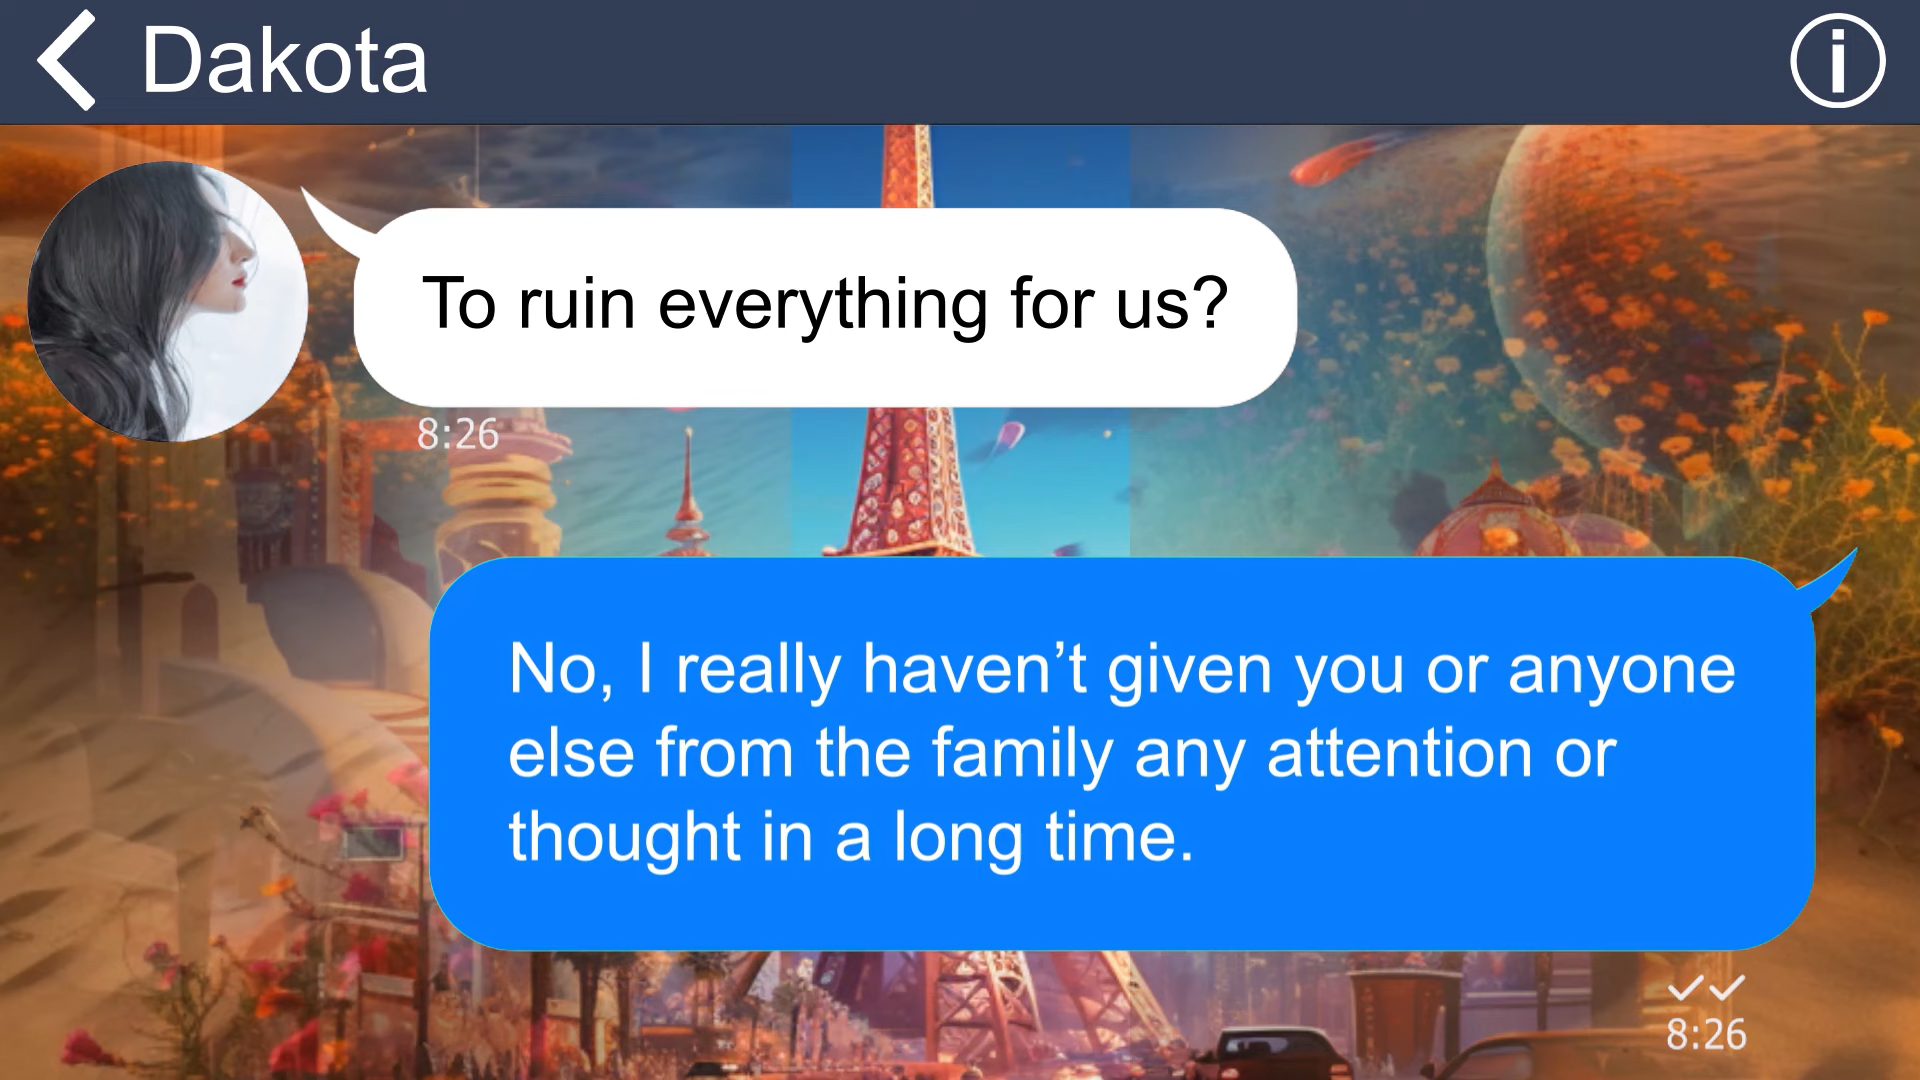 Dakota
To ruin everything for us?
8:26
No, I really haven’t given you or anyone
else from the family any attention or
thought in a long time.
8:26